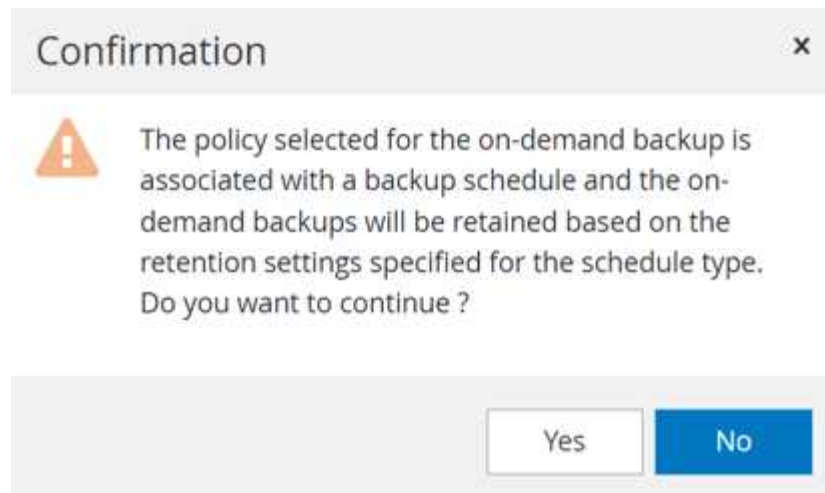 Confirmation
x
The policy selected for the on-demand backup is
associated with a backup schedule and the on-
demand backups will be retained based on the
retention settings specified for the schedule type.
Do you want to continue ?
Yes
No